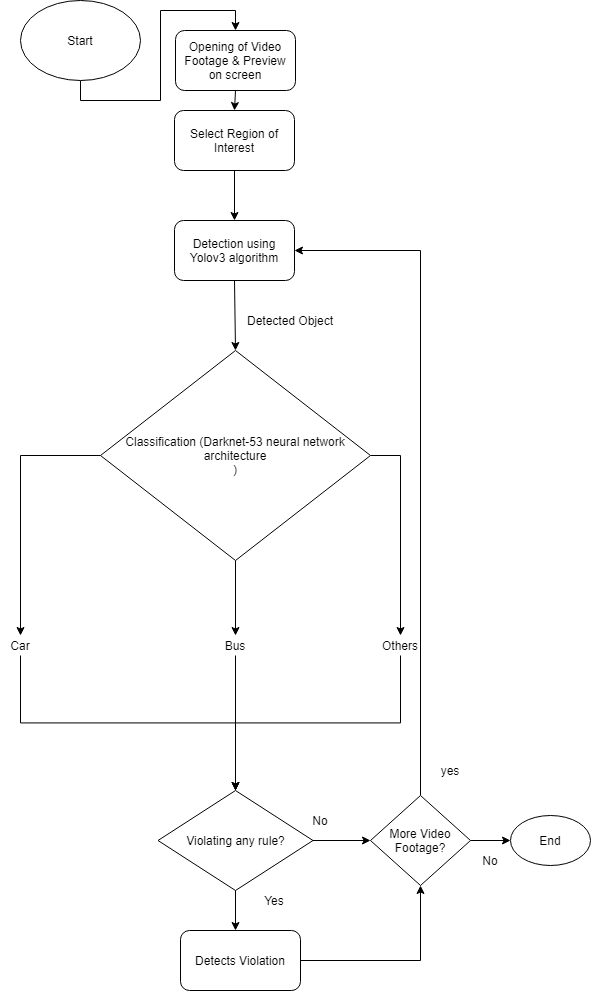 Start
Opening of Video
Footage & Preview
on screen
Select Region of
Interest
Detection using
Yolov3 algorithm
Detected Object
Classification (Darknet-53 neural network
architecture
)
Car
Bus
Others
yes
No
Violating any rule?
More Video
Footage?
End
No
Yes
Detects Violation